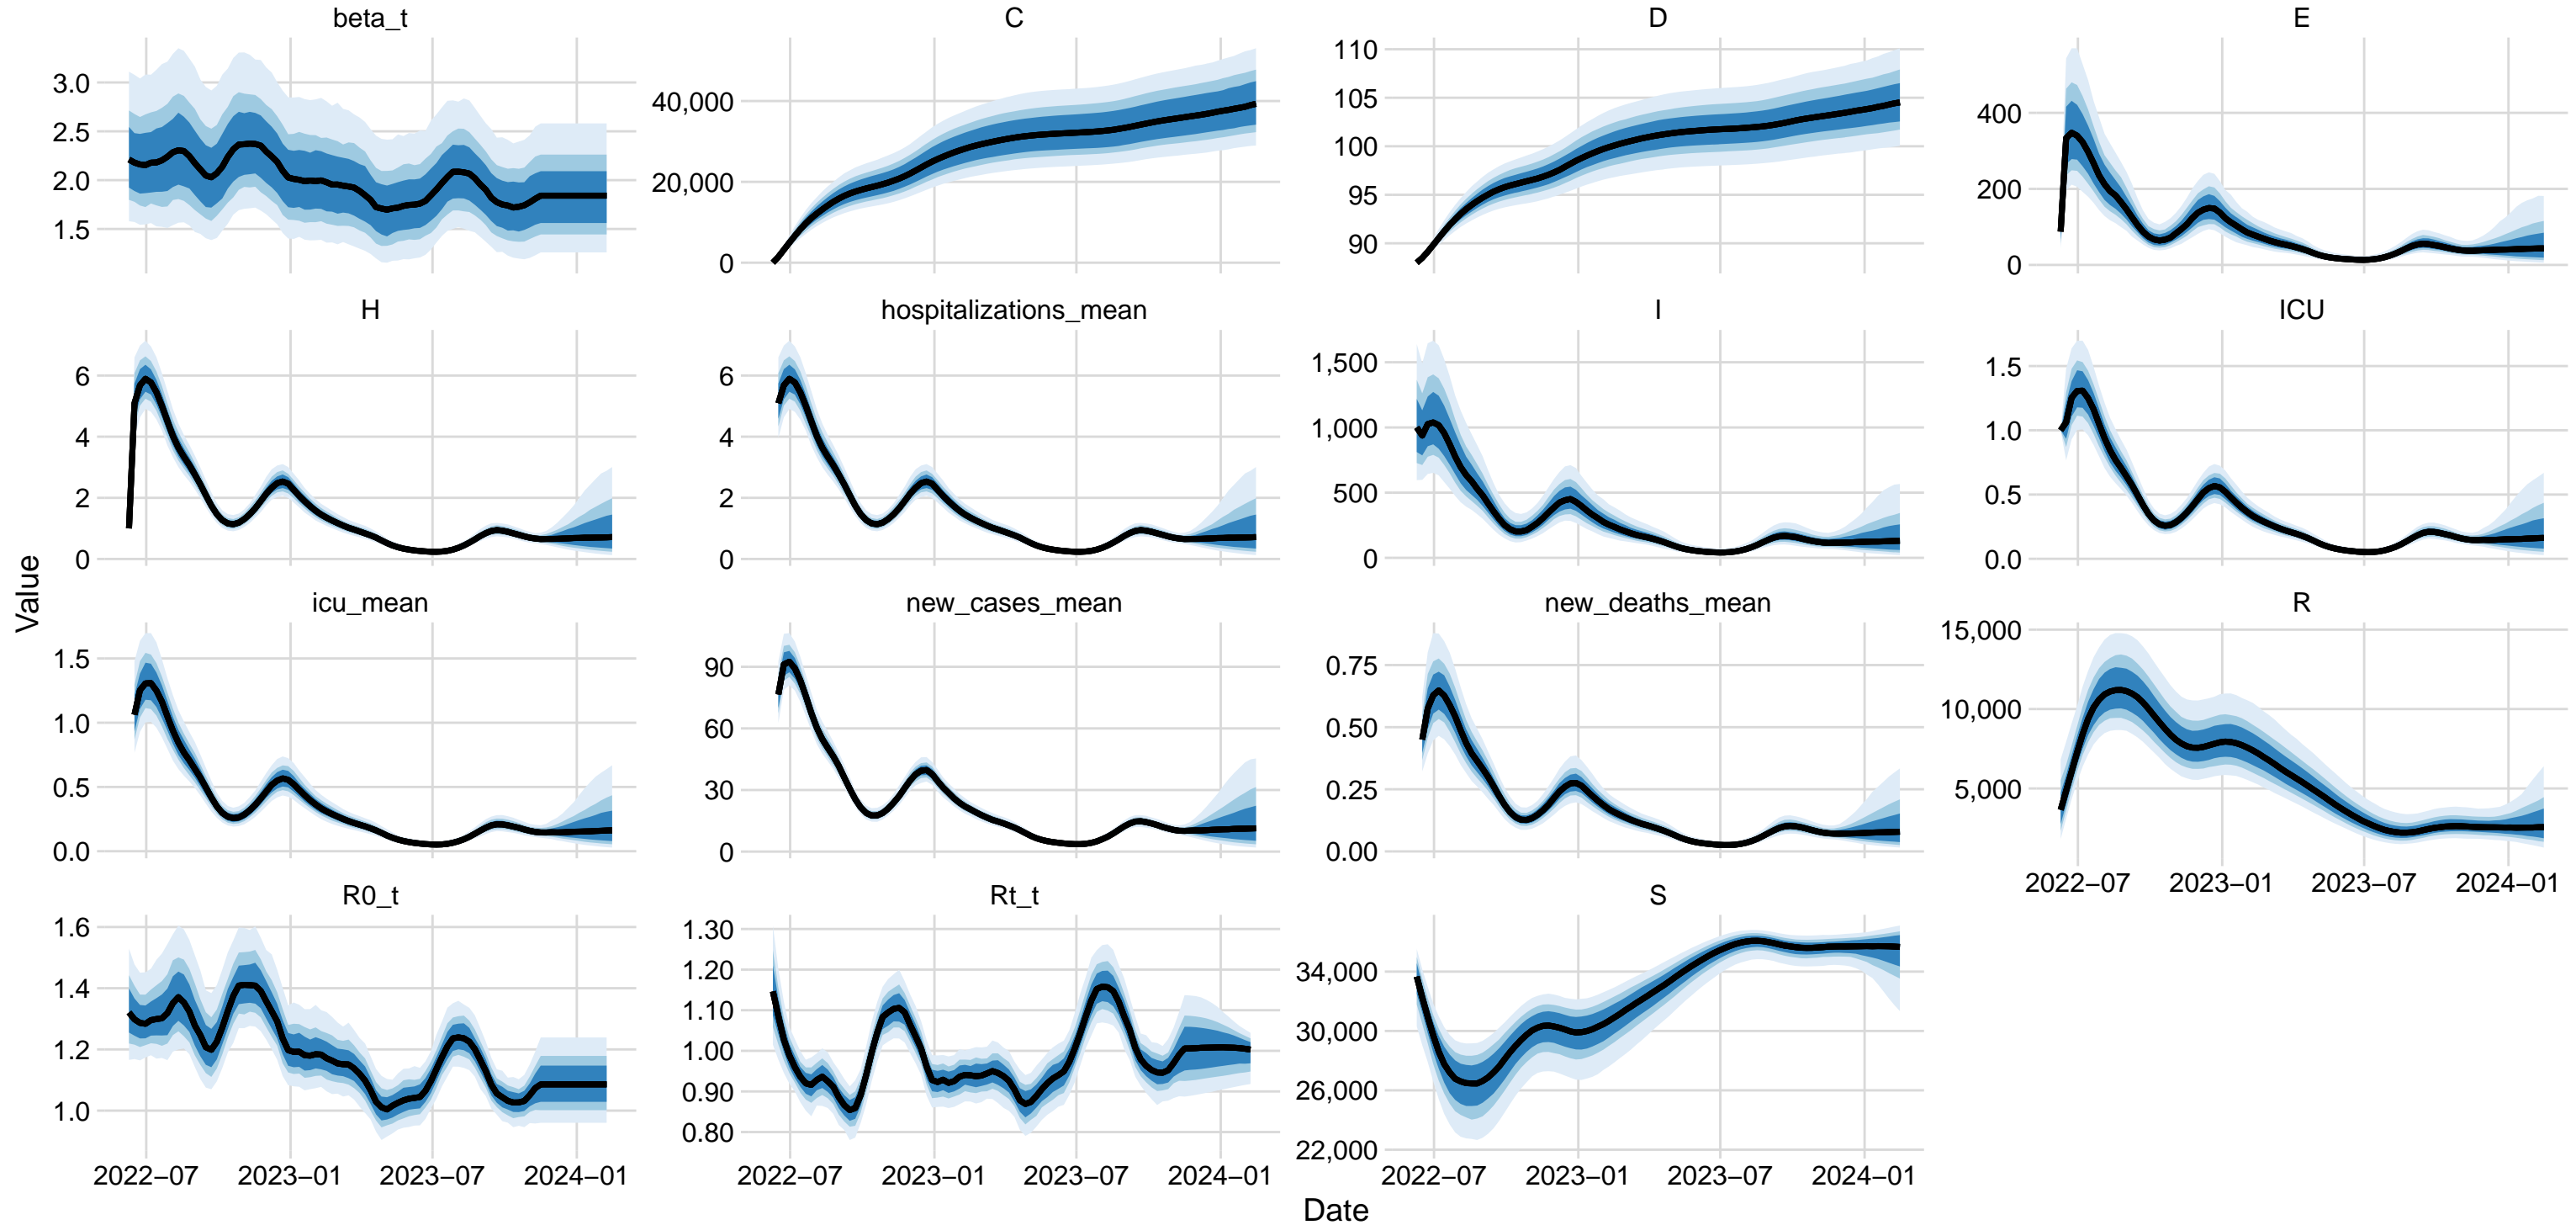 beta_t
C
D
E
3.0
2.5
2.0
1.5
40,000
20,000
0
110
105
100
95
90
400
200
0
H
hospitalizations_mean
I
ICU
6
4
2
0
6
4
2
0
1,500
1,000
500
0
1.5
1.0
0.5
0.0
Value
icu_mean
new_cases_mean
new_deaths_mean
R
1.5
1.0
0.5
0.0
90
60
30
0
0.75
0.50
0.25
0.00
15,000
10,000
5,000
2022−07 2023−01 2023−07 2024−01
R0_t
Rt_t
S
1.6
1.4
1.2
1.0
1.30
1.20
1.10
1.00
0.90
0.80
34,000
30,000
26,000
22,000
2022−07 2023−01 2023−07 2024−01
2022−07 2023−01 2023−07 2024−01
2022−07 2023−01 2023−07 2024−01
Date